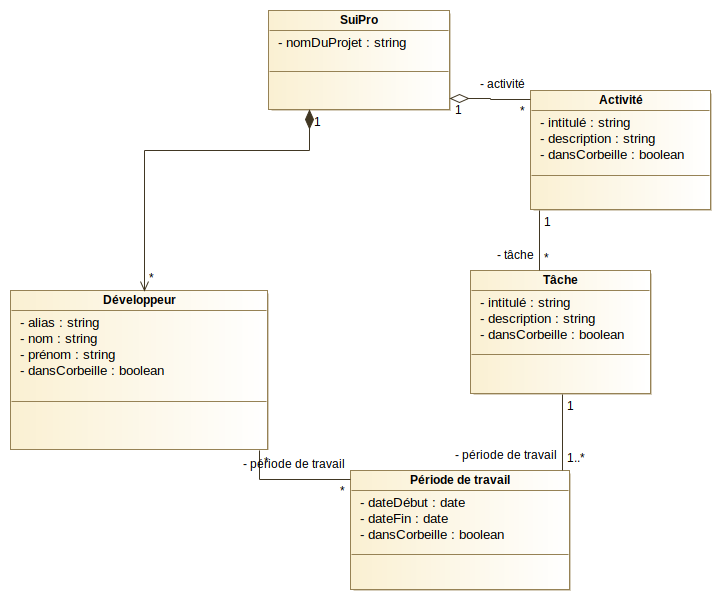 SuiPro
- nomDuProjet : string
1
- activité
1
*
Activité
- intitulé : string
- description : string
- dansCorbeille : boolean
1
- tâche
*
Tâche
- intitulé : string
- description : string
- dansCorbeille : boolean
*
Développeur
- alias : string
- nom : string
- prénom : string
- dansCorbeille : boolean
1
- période de travail
1..*
*
- période de travail
*
Période de travail
- dateDébut : date
- dateFin : date
- dansCorbeille : boolean